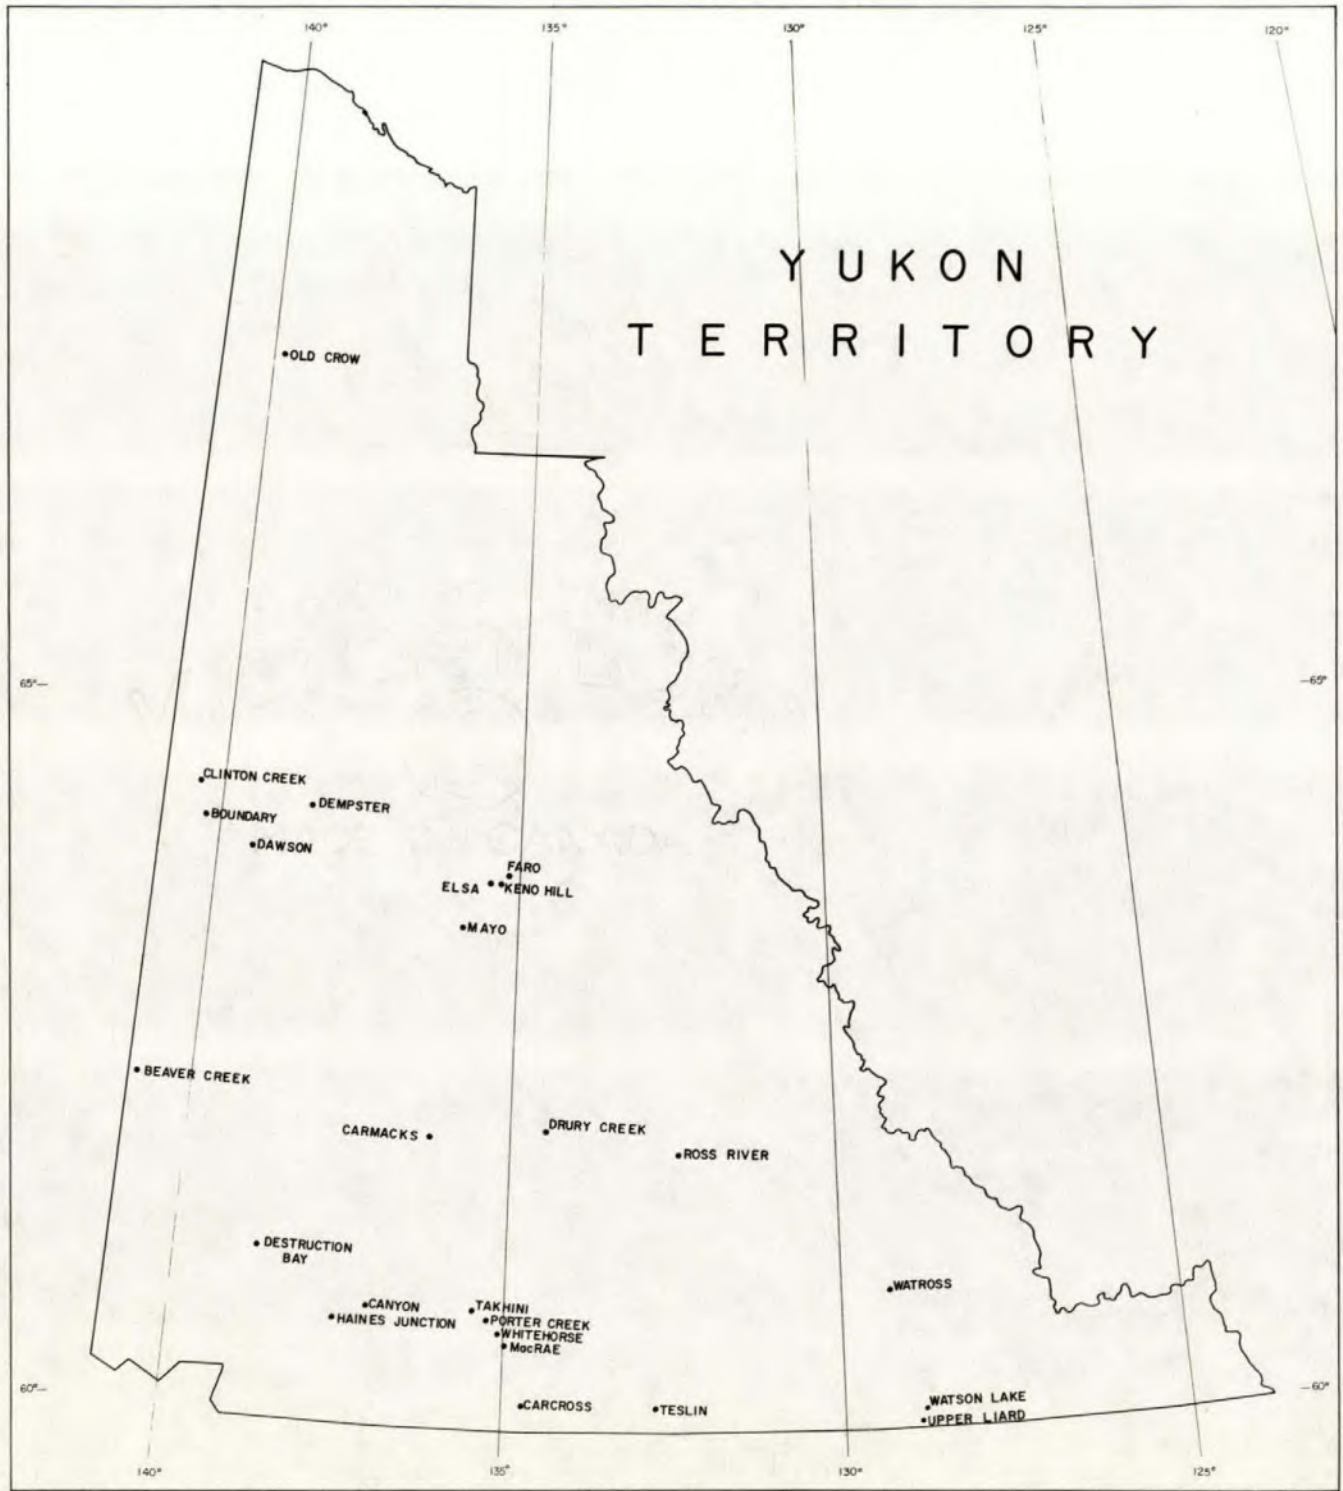 140° 135° 130° 125° 120°
YUKON
TERRITORY
OLD CROW
65° 65°
CLINTON CREEK
DEMPSTER
BOUNDARY
DAWSON
FARO
ELSA KENO HILL
MAYO
BEAVER CREEK
CARMACKS DRURY CREEK
ROSS RIVER
DESTRUCTION
BAY
WATROSS
CANYON TAKHINI
HAINES JUNCTION PORTER CREEK
WHITEHORSE
MacRAE
60° 60°
CARCROSS TESLIN WATSON LAKE
UPPER LIARD
140° 135° 130° 125°